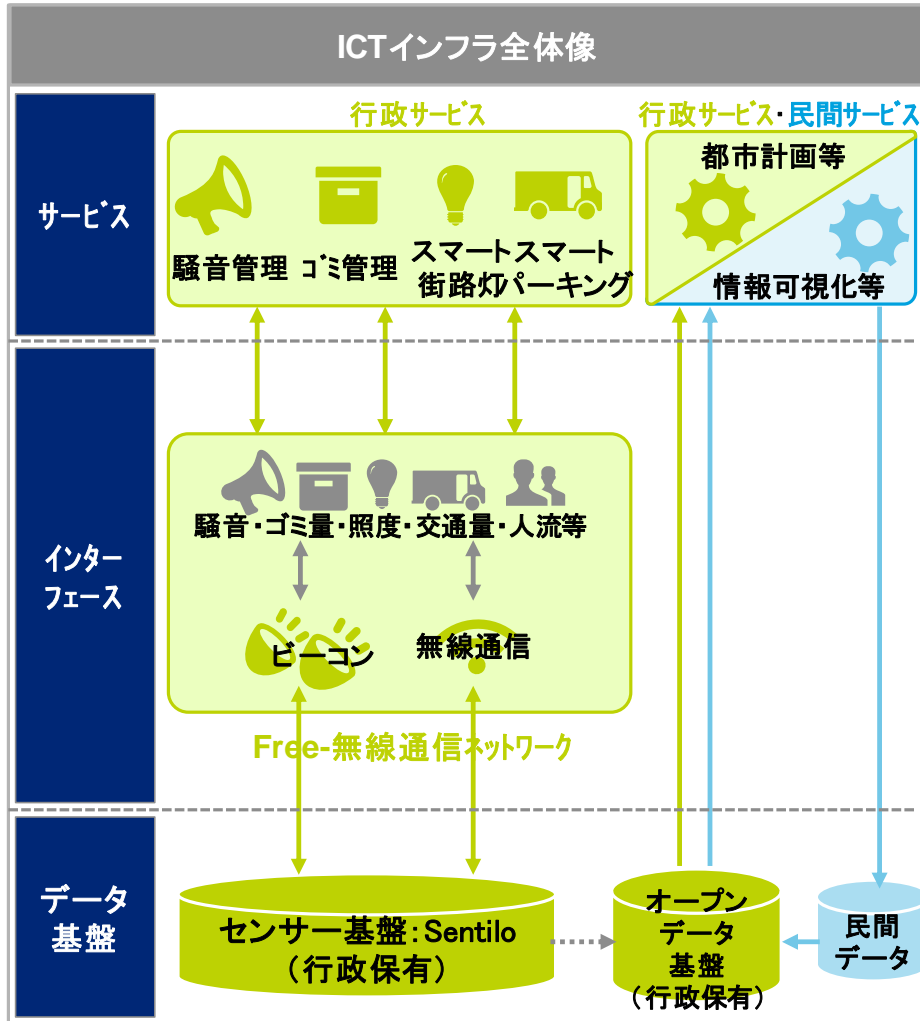 ICTインフラ全体像
サービス
行政サービス
騒音管理
ゴミ管理
スマート
街路灯
スマート
パーキング
行政サービス・民間サービス
都市計画等
情報可視化等
インター
フェース
騒音・ゴミ量・照度・交通量・人流等
ビーコン
無線通信
Free-無線通信ネットワーク
データ
基盤
センサー基盤：Sentilo
（行政保有）
オープン
データ
基盤
（行政保有）
民間
データ